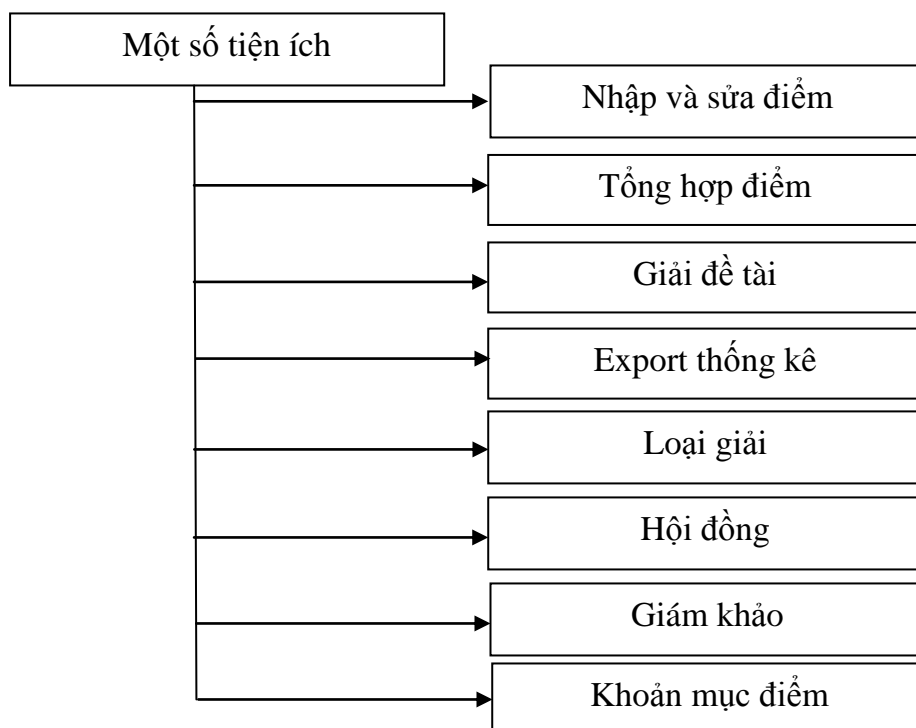 Một số tiện ích
Nhập và sửa điểm
Tổng hợp điểm
Giải đề tài
Export thống kê
Loại giải
Hội đồng
Giám khảo
Khoản mục điểm